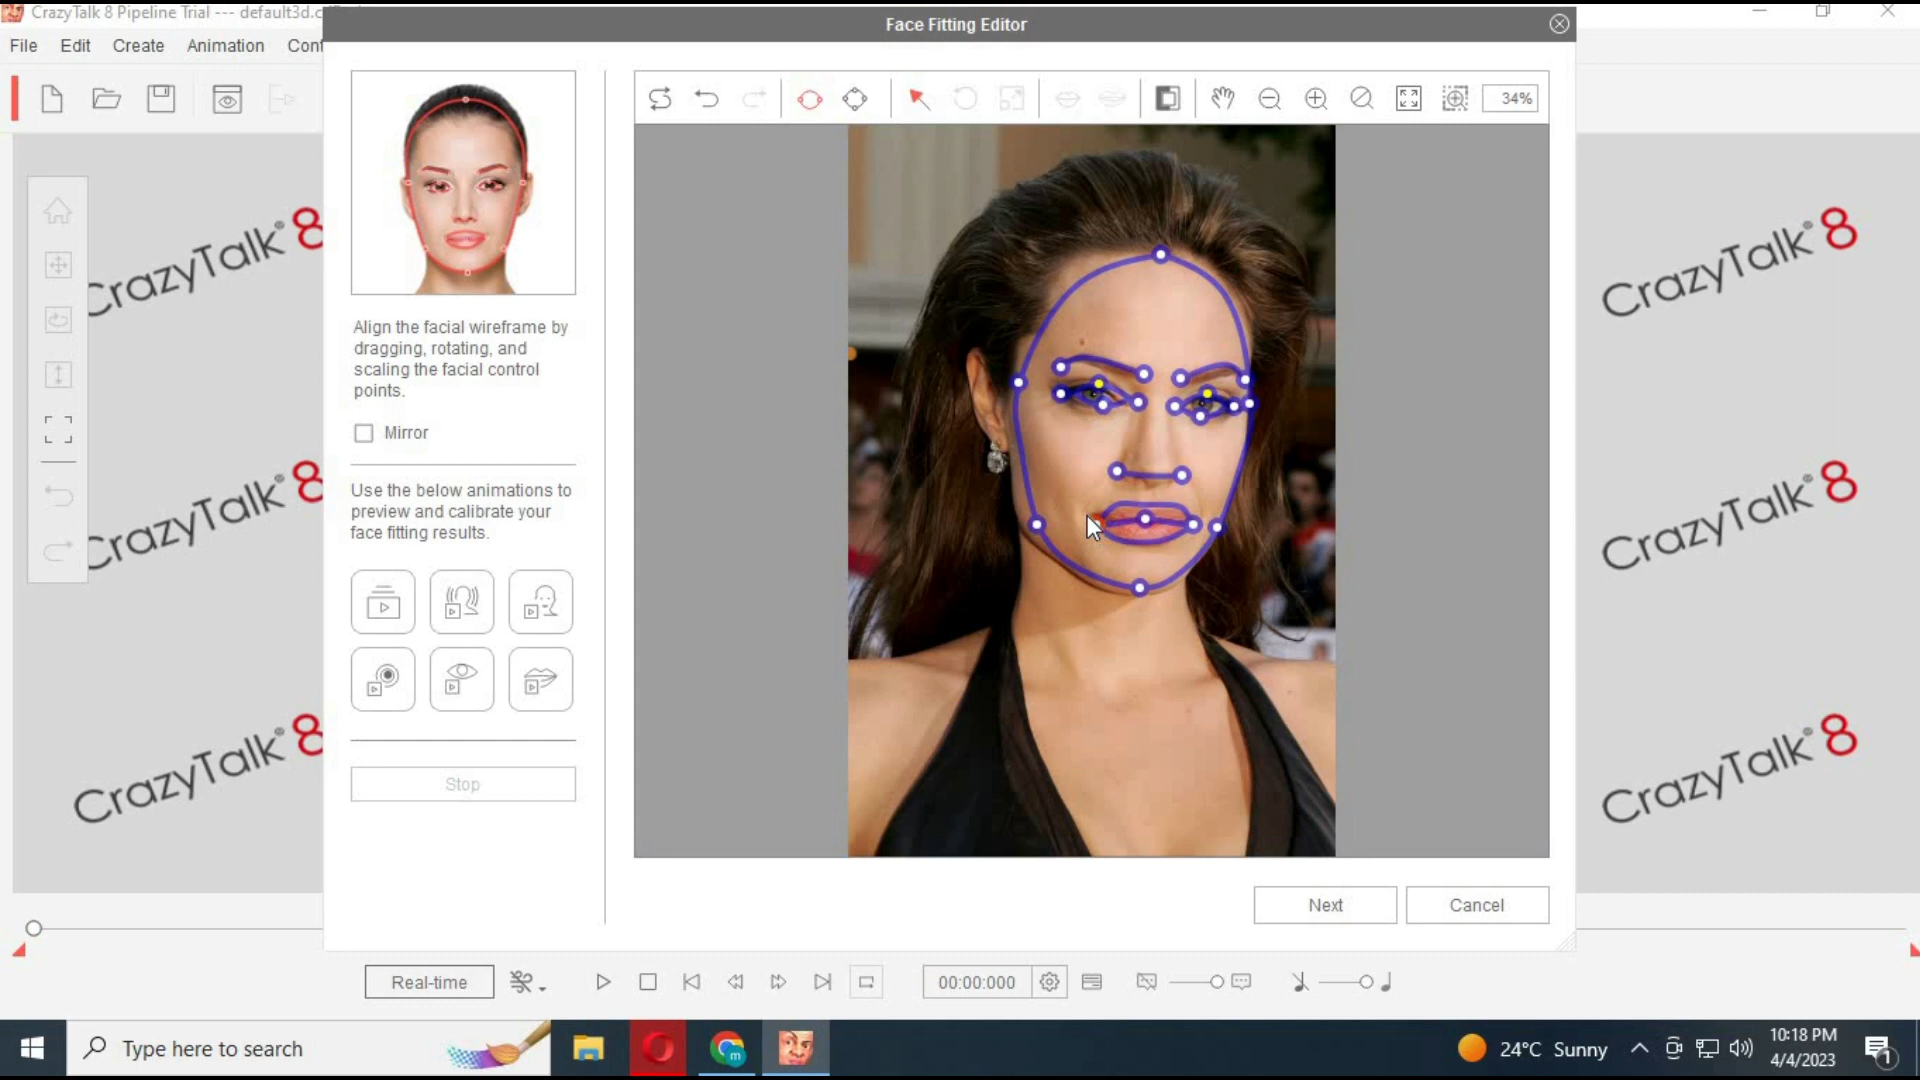 CrazyTalk 8 Pipeline Trial --- default3d.c
Face Fitting Editor
File Edit Create Animation Cont
34%
CrazyTalk® 8
CrazyTalk® 8
Align the facial wireframe by
dragging, rotating, and
scaling the facial control
points.
Mirror
Use the below animations to
preview and calibrate your
face fitting results.
CrazyTalk® 8
CrazyTalk® 8
CrazyTalk® 8
CrazyTalk® 8
Stop
Next
Cancel
Real-time
00:00:000
Type here to search
m
24°C Sunny
10:18 PM
4/4/2023
1